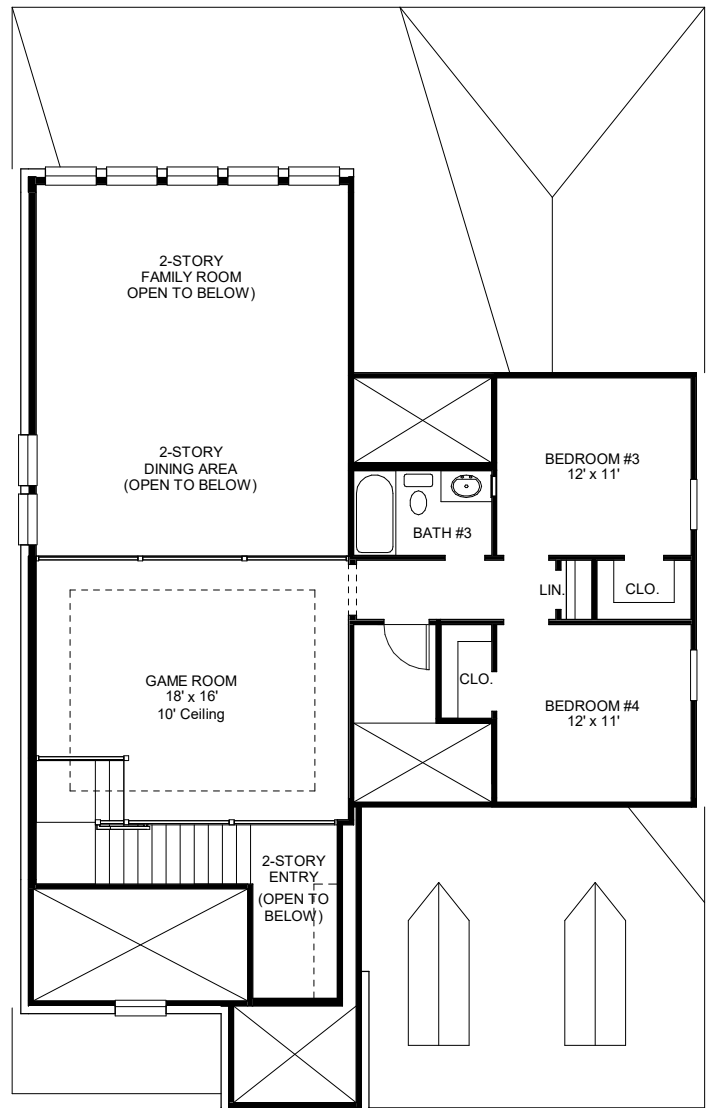 2-STORY
FAMILY ROOM
OPEN TO BELOW)
2-STORY
DINING AREA
(OPEN TO BELOW)
BEDROOM #3
12' x 11'
BATH #3
LIN.
CLO.
GAME ROOM
18' x 16'
10' Ceiling
CLO.
BEDROOM #4
12' x 11'
2-STORY
ENTRY
(OPEN TO
BELOW)